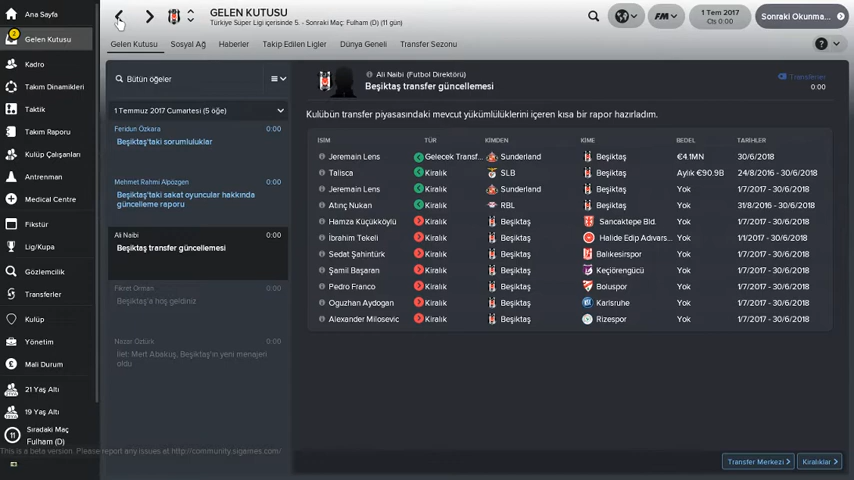 Ana Sayfa
2
Gelen Kutusu
Kadro
Takım Dinamikleri
Taktik
Takım Raporu
Kulüp Çalışanları
Antrenman
Medical Centre
Fikstür
Lig/Kupa
Gözlemcilik
Transferler
Kulüp
Yönetim
Mali Durum
21 Yaş Altı
19 Yaş Altı
11 Sıradaki Maç
Fulham (D)
GELEN KUTUSU
Türkiye Süper Ligi içerisinde 5. - Sonraki Maç: Fulham (D) (11 gün)
FM
1 Tem 2017
Cts 0:00
Sonraki Okunma...
Gelen Kutusu Sosyal Ağ Haberler Takip Edilen Ligler Dünya Geneli Transfer Sezonu
?
Bütün öğeler
1 Temmuz 2017 Cumartesi (5 öğe)
Feridun Özkara 0:00
Beşiktaş'taki sorumluluklar
Mehmet Rahmi Alpözgen 0:00
Beşiktaş'taki sakat oyuncular hakkında
güncelleme raporu
Ali Naibi 0:00
Beşiktaş transfer güncellemesi
Fikret Orman 0:00
Beşiktaş'a hoş geldiniz
Nazar Öztürk 0:00
İlet: Mert Abakuş, Beşiktaş'ın yeni menajeri
oldu
Ali Naibi (Futbol Direktörü)
Beşiktaş transfer güncellemesi
Transferler
0:00
Kulübün transfer piyasasındaki mevcut yükümlülüklerini içeren kısa bir rapor hazırladım.
İSİM TÜR KİMDEN KİME BEDEL TARİHLER
Jeremain Lens Gelecek Transf... Sunderland Beşiktaş €4.1MN 30/6/2018
Talisca Kiralık SLB Beşiktaş Aylık €90.9B 24/8/2016 - 30/6/2018
Jeremain Lens Kiralık Sunderland Beşiktaş Yok 1/7/2017 - 30/6/2018
Atınç Nukan Kiralık RBL Beşiktaş Yok 31/8/2016 - 30/6/2018
Hamza Küçükköylü Kiralık Beşiktaş Sancaktepe Bld. Yok 1/7/2017 - 30/6/2018
İbrahim Tekeli Kiralık Beşiktaş Halide Edip Adıvars... Yok 1/1/2017 - 30/6/2018
Sedat Şahintürk Kiralık Beşiktaş Balıkesirspor Yok 1/7/2017 - 30/6/2018
Şamil Başaran Kiralık Beşiktaş Keçiörengücü Yok 1/7/2017 - 30/6/2018
Pedro Franco Kiralık Beşiktaş Boluspor Yok 1/7/2017 - 30/6/2018
Oguzhan Aydogan Kiralık Beşiktaş Karlsruhe Yok 1/7/2017 - 30/6/2018
Alexander Milosevic Kiralık Beşiktaş Rizespor Yok 1/7/2017 - 30/6/2018
This is a beta version. Please report any issues at http://community.sigames.com/
Transfer Merkezi Kiralıklar